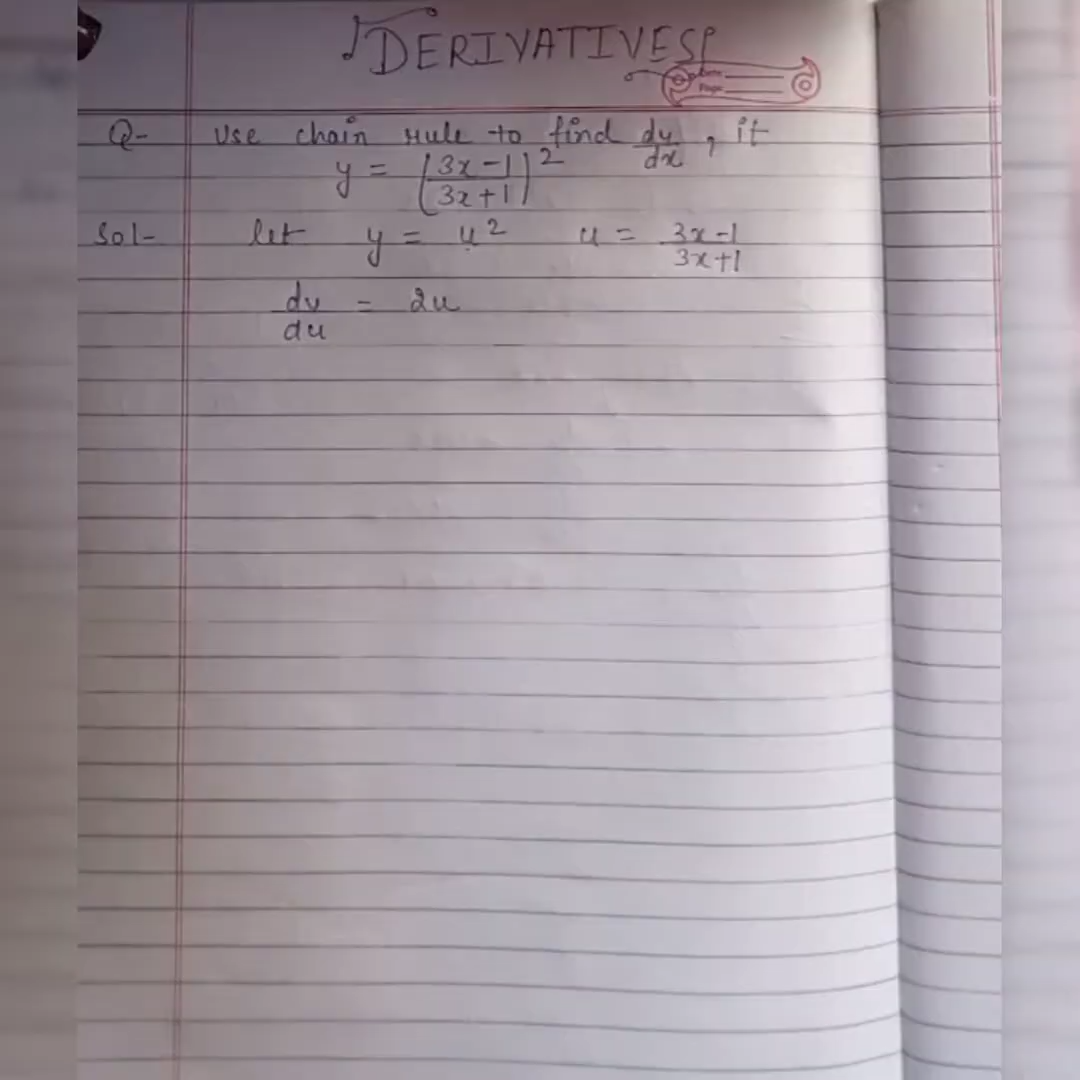 DERIVATIVES
Page
Q- Use chain rule to find dy/dx, if
y = ((3x-1)/(3x+1))^2
Sol- let y = u^2 u = (3x-1)/(3x+1)
dy/du = 2u